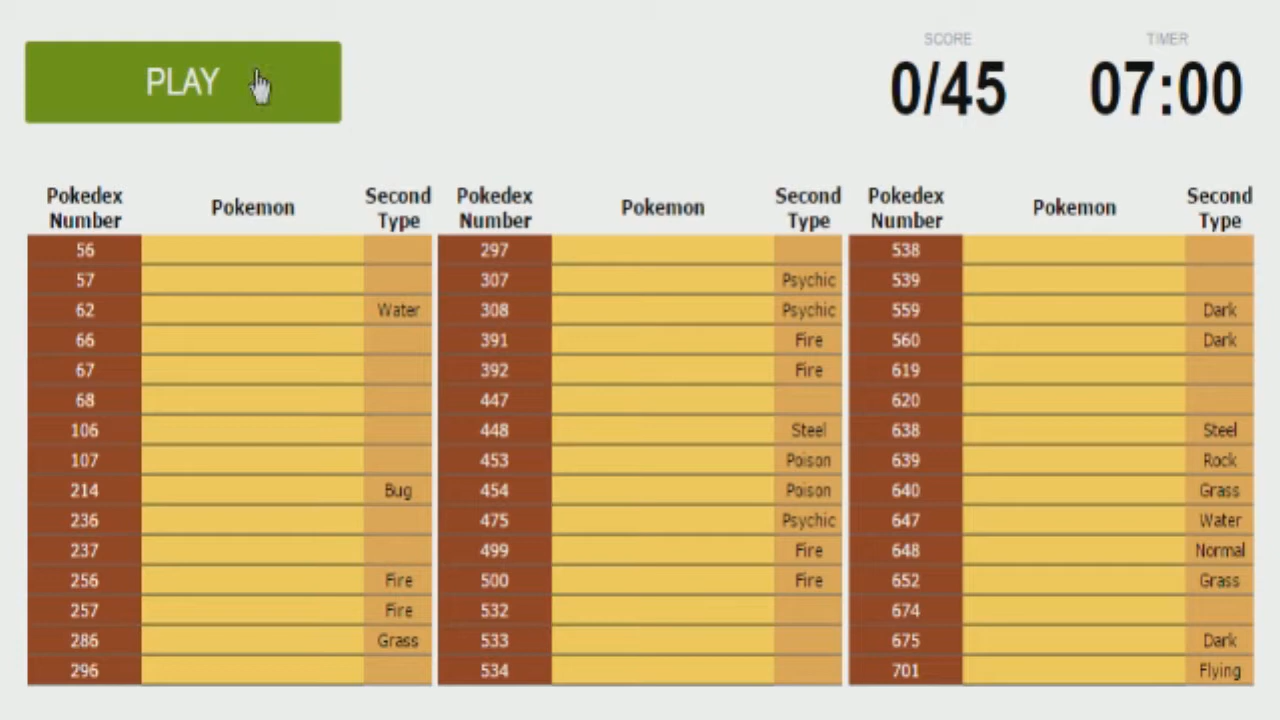 PLAY
SCORE TIMER
0/45 07:00
Pokedex Number Pokemon Second Type Pokedex Number Pokemon Second Type Pokedex Number Pokemon Second Type
56 297 538
57 307 Psychic 539
62 Water 308 Psychic 559 Dark
66 391 Fire 560 Dark
67 392 Fire 619
68 447 620
106 448 Steel 638 Steel
107 453 Poison 639 Rock
214 Bug 454 Poison 640 Grass
236 475 Psychic 647 Water
237 499 Fire 648 Normal
256 Fire 500 Fire 652 Grass
257 Fire 532 674
286 Grass 533 675 Dark
296 534 701 Flying